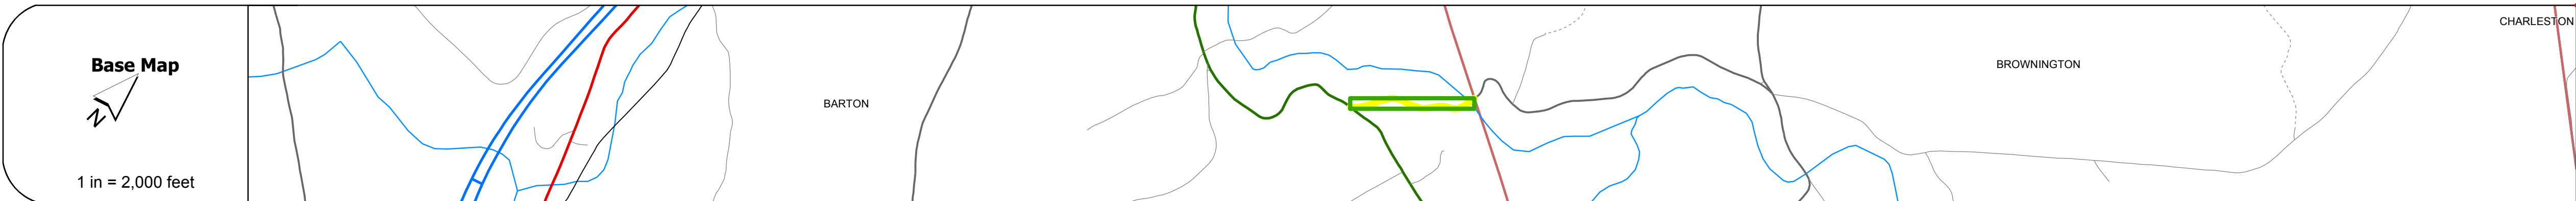 Base Map
N
1 in = 2,000 feet
BARTON
BROWNINGTON
CHARLESTON